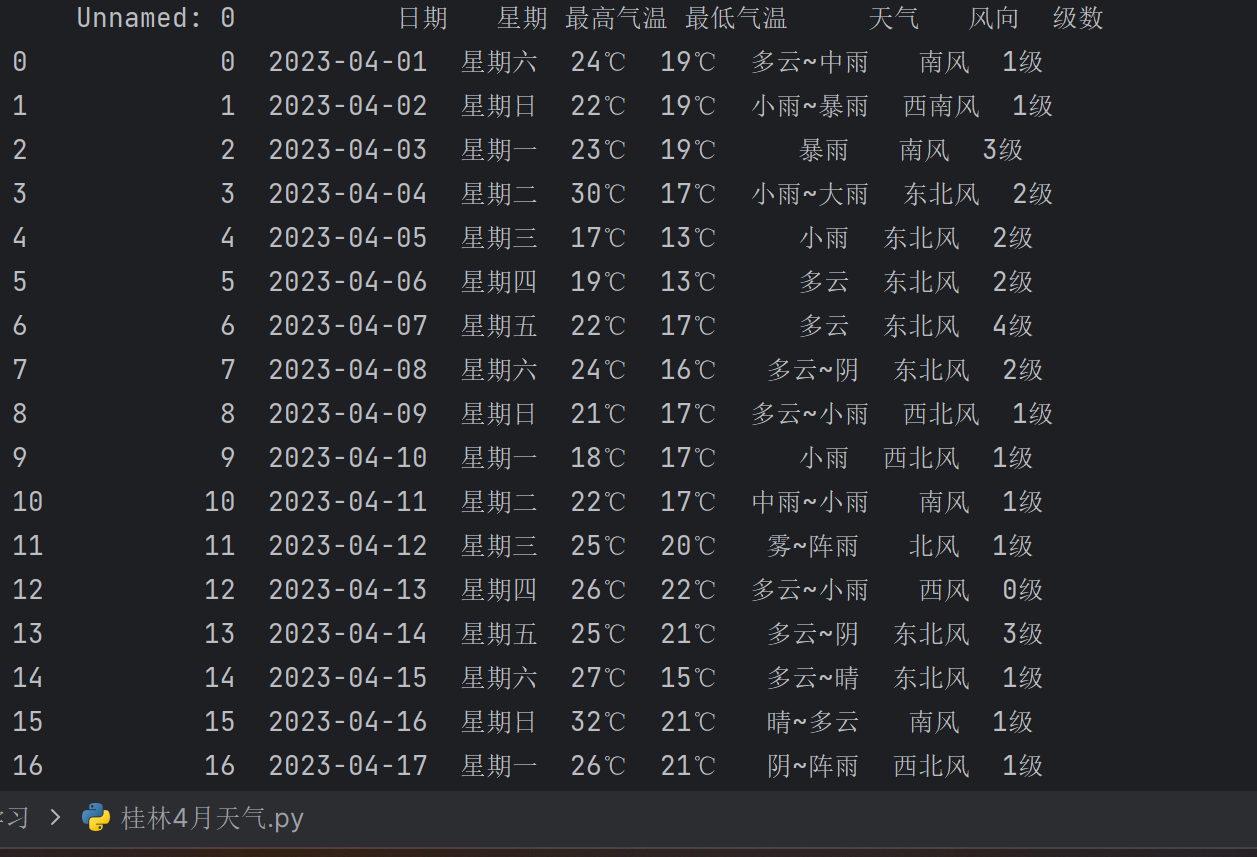 Unnamed: 0 日期 星期 最高气温 最低气温 天气 风向 级数
0 0 2023-04-01 星期六 24℃ 19℃ 多云~中雨 南风 1级
1 1 2023-04-02 星期日 22℃ 19℃ 小雨~暴雨 西南风 1级
2 2 2023-04-03 星期一 23℃ 19℃ 暴雨 南风 3级
3 3 2023-04-04 星期二 30℃ 17℃ 小雨~大雨 东北风 2级
4 4 2023-04-05 星期三 17℃ 13℃ 小雨 东北风 2级
5 5 2023-04-06 星期四 19℃ 13℃ 多云 东北风 2级
6 6 2023-04-07 星期五 22℃ 17℃ 多云 东北风 4级
7 7 2023-04-08 星期六 24℃ 16℃ 多云~阴 东北风 2级
8 8 2023-04-09 星期日 21℃ 17℃ 多云~小雨 西北风 1级
9 9 2023-04-10 星期一 18℃ 17℃ 小雨 西北风 1级
10 10 2023-04-11 星期二 22℃ 17℃ 中雨~小雨 南风 1级
11 11 2023-04-12 星期三 25℃ 20℃ 雾~阵雨 北风 1级
12 12 2023-04-13 星期四 26℃ 22℃ 多云~小雨 西风 0级
13 13 2023-04-14 星期五 25℃ 21℃ 多云~阴 东北风 3级
14 14 2023-04-15 星期六 27℃ 15℃ 多云~晴 东北风 1级
15 15 2023-04-16 星期日 32℃ 21℃ 晴~多云 南风 1级
16 16 2023-04-17 星期一 26℃ 21℃ 阴~阵雨 西北风 1级
习 > 桂林4月天气.py